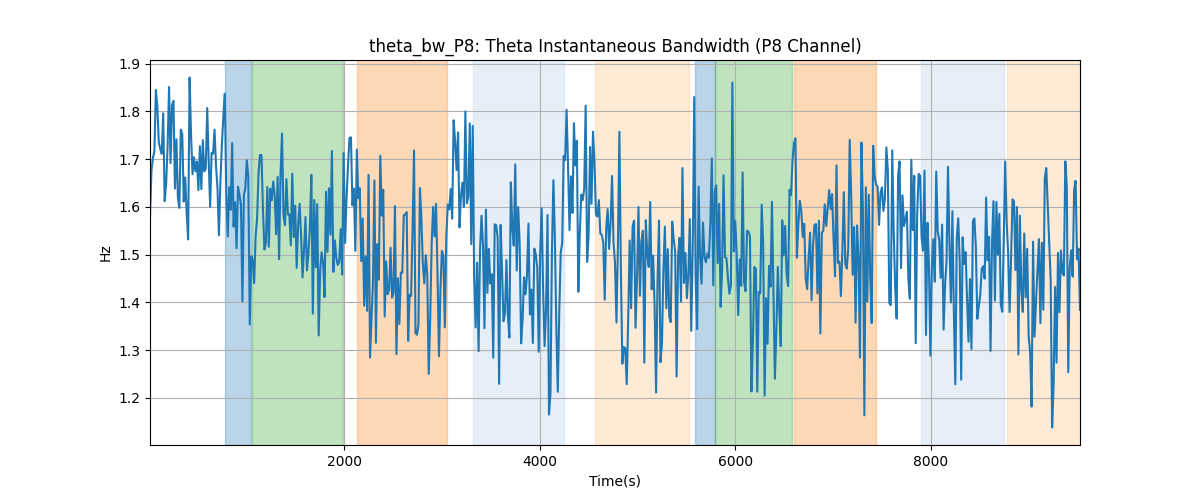 theta_bw_P8: Theta Instantaneous Bandwidth (P8 Channel)
1.9
1.8
1.7
1.6
1.5
1.4
1.3
1.2
Hz
2000 4000 6000 8000
Time(s)